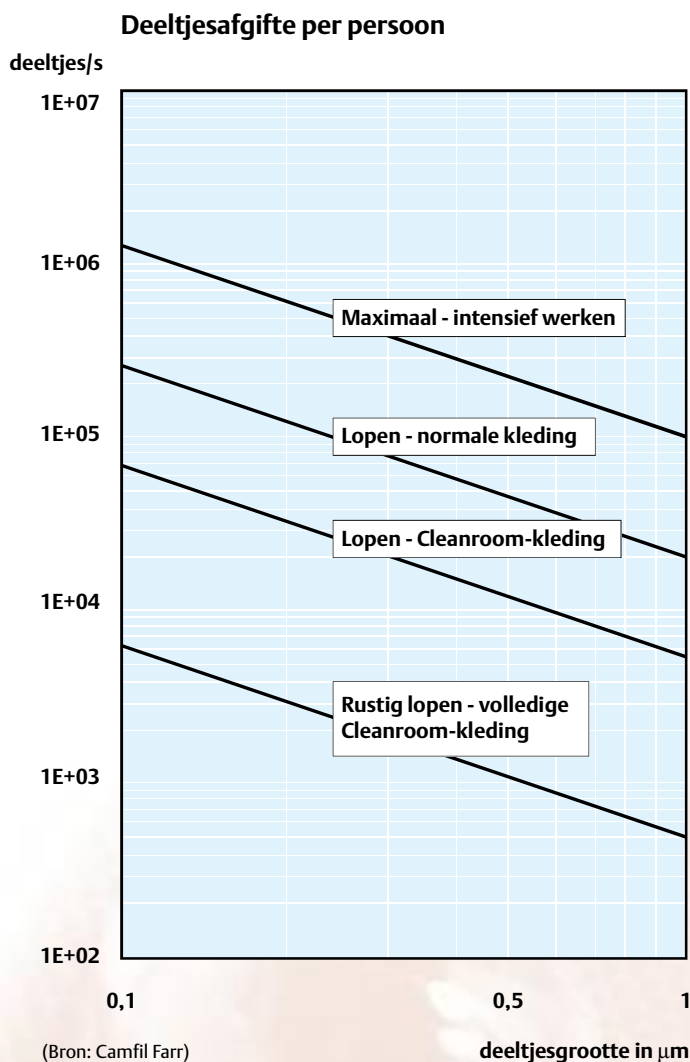 Deeltjesafgifte per persoon
deeltjes/s
1E+07
1E+06
Maximaal - intensief werken
Lopen - normale kleding
1E+05
Lopen - Cleanroom-kleding
1E+04
Rustig lopen - volledige
Cleanroom-kleding
1E+03
1E+02
0,1 0,5 1
(Bron: Camfil Farr) deeltjesgrootte in μm